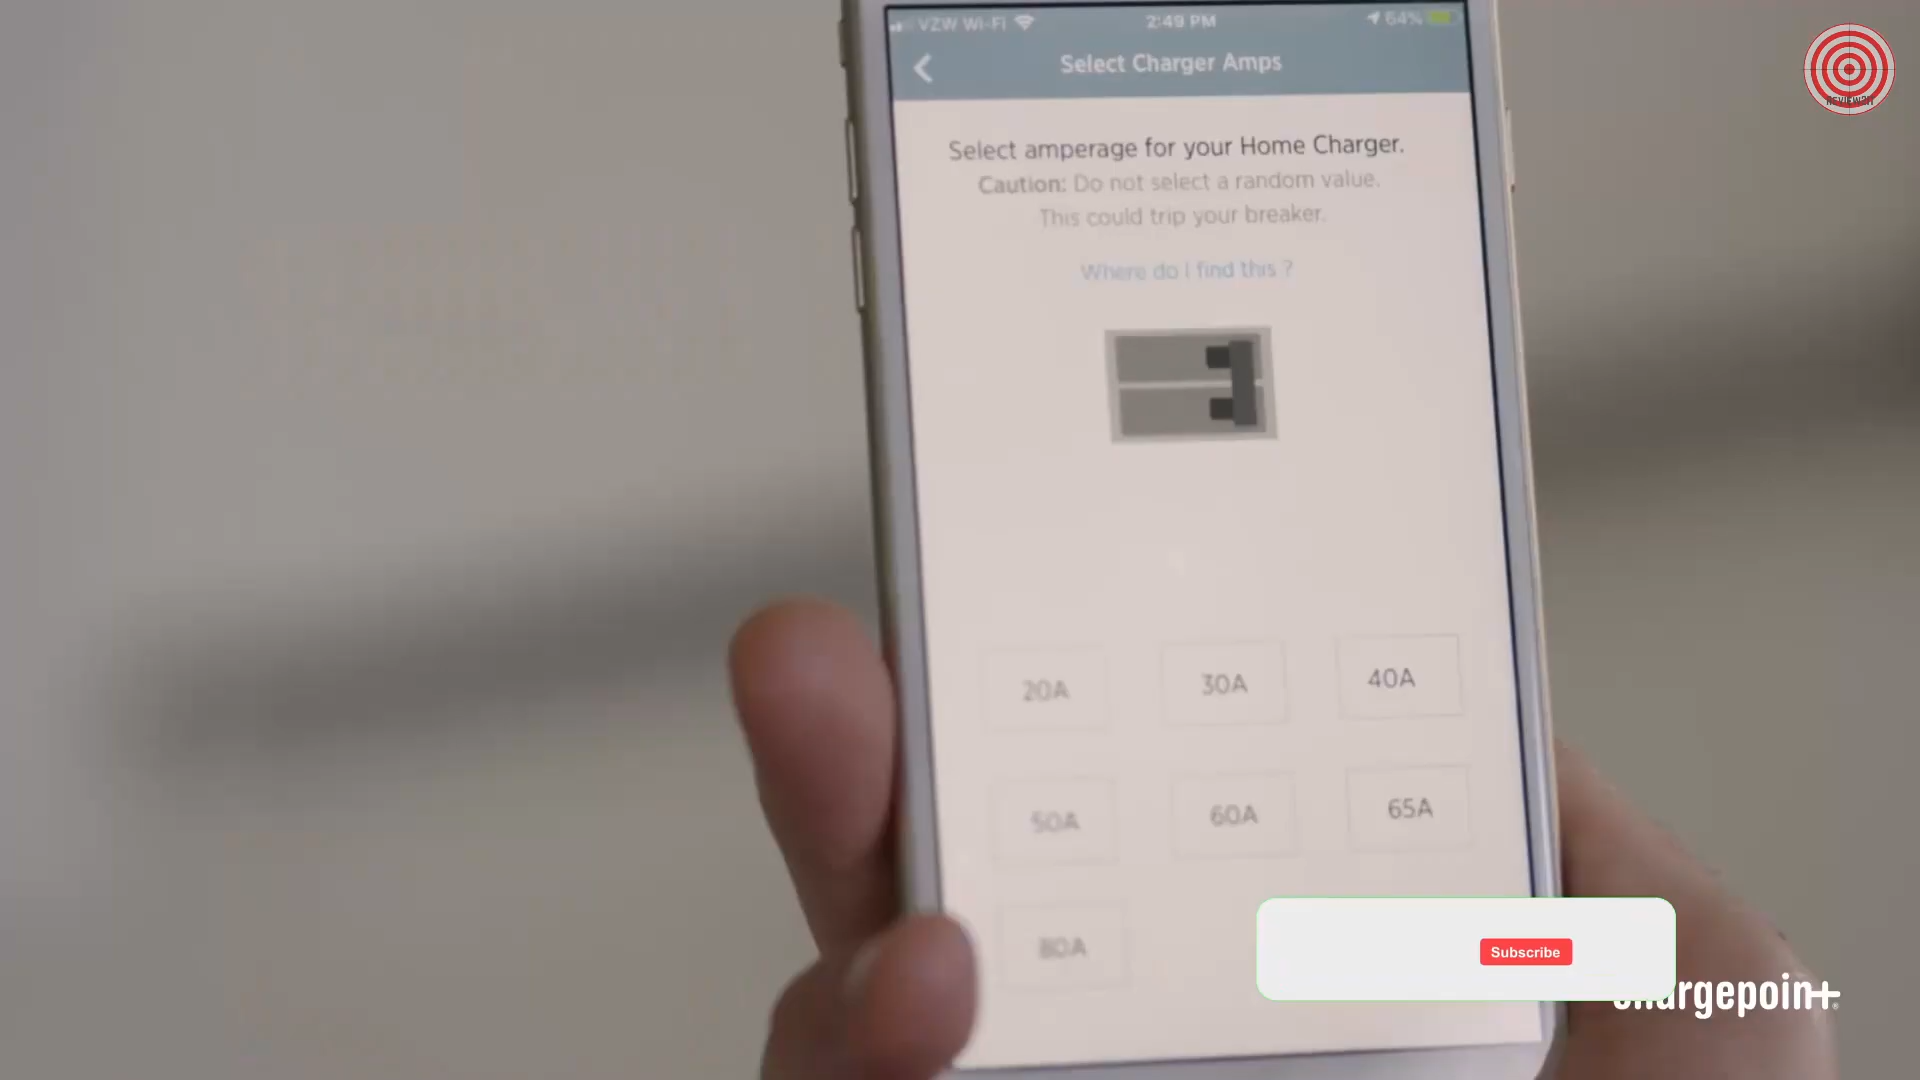 VZW Wi-Fi
2:49 PM
64%
Select Charger Amps
Select amperage for your Home Charger.
Caution: Do not select a random value.
This could trip your breaker.
Where do I find this ?
20A
30A
40A
50A
60A
65A
80A
Subscribe